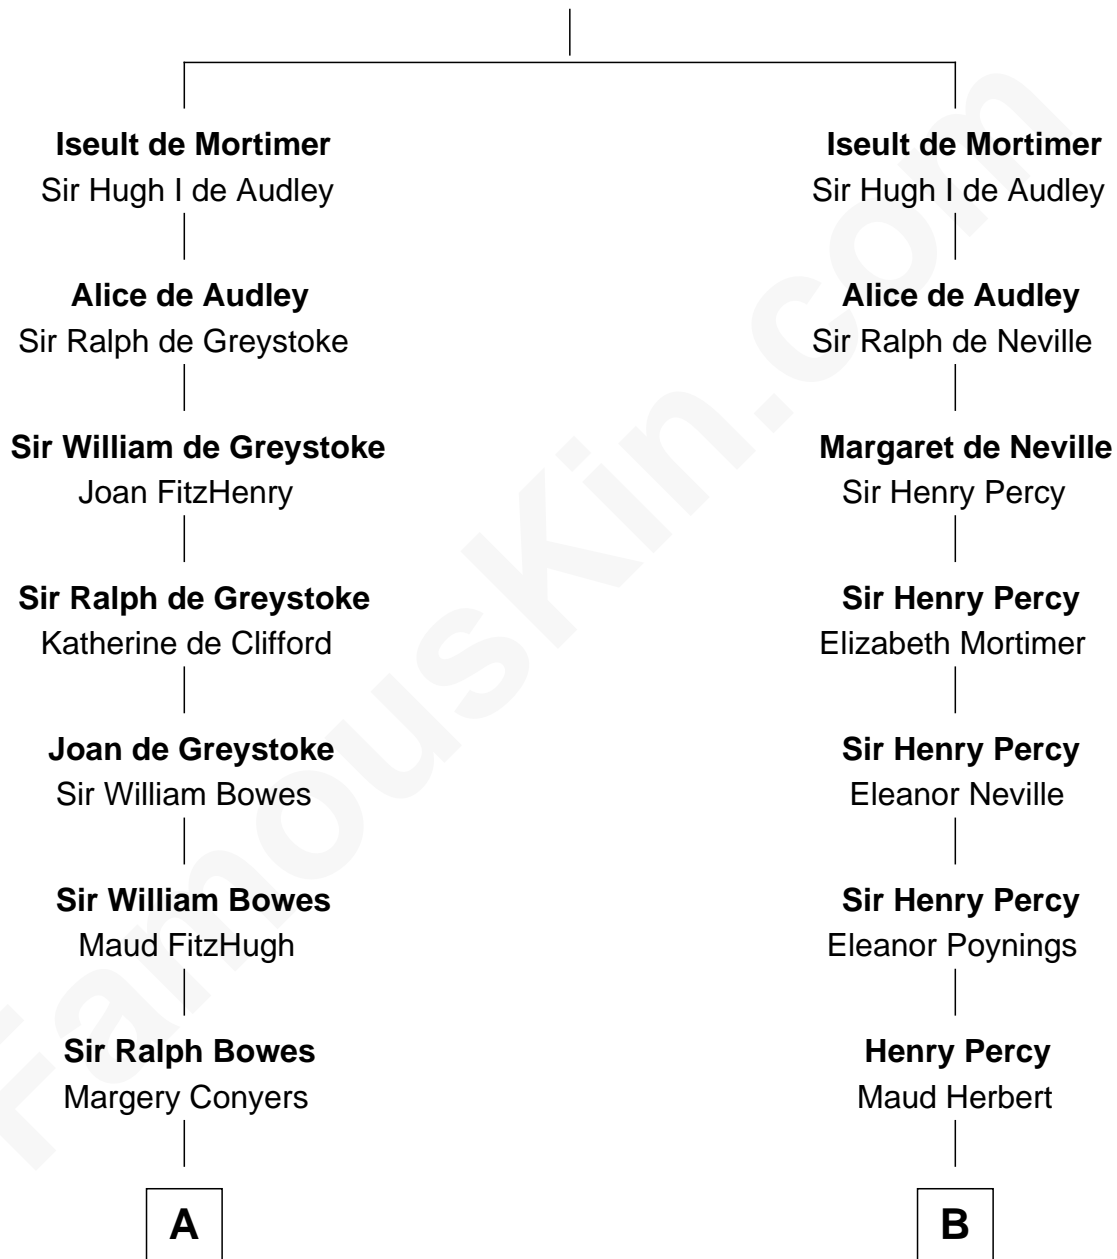 Iseult de Mortimer
Sir Hugh I de Audley
Alice de Audley
Sir Ralph de Greystoke
Sir William de Greystoke
Joan FitzHenry
Sir Ralph de Greystoke
Katherine de Clifford
Joan de Greystoke
Sir William Bowes
Sir William Bowes
Maud FitzHugh
Sir Ralph Bowes
Margery Conyers
A
Iseult de Mortimer
Sir Hugh I de Audley
Alice de Audley
Sir Ralph de Neville
Margaret de Neville
Sir Henry Percy
Sir Henry Percy
Elizabeth Mortimer
Sir Henry Percy
Eleanor Neville
Sir Henry Percy
Eleanor Poynings
Henry Percy
Maud Herbert
B
FamousKin.com